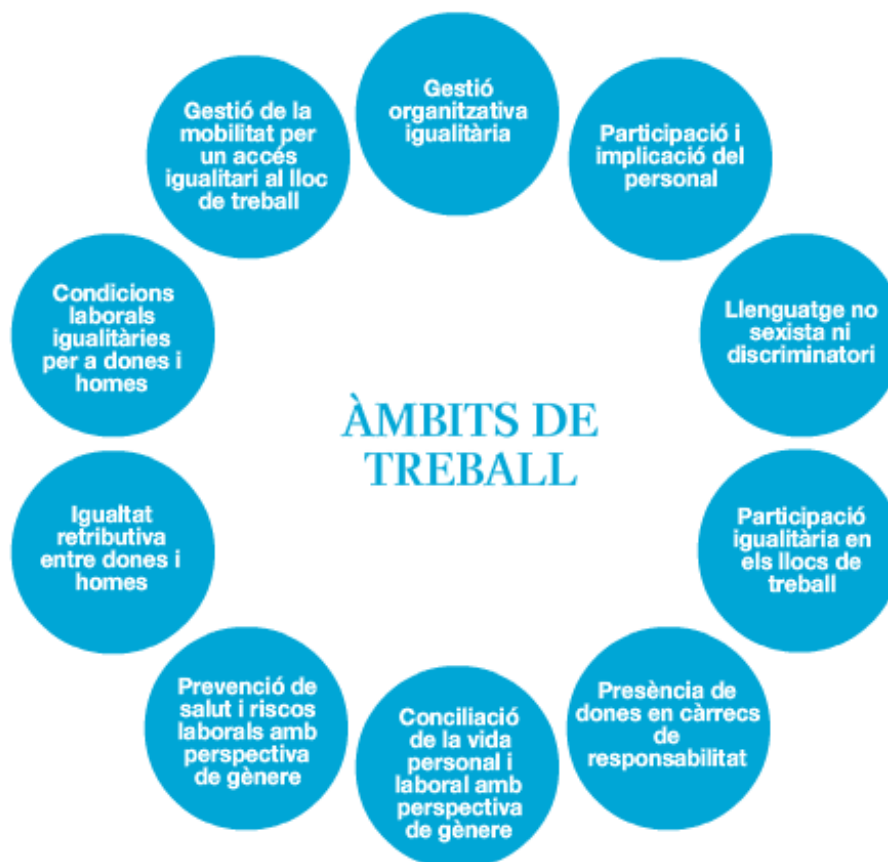 Gestió
organitzativa
igualitària
Participació i
implicació del
personal
Llenguatge no
sexista ni
discriminatori
Participació
igualitària en
els llocs de
treball
Presència de
dones en càrrecs
de
responsabilitat
Conciliació
de la vida
personal i
laboral amb
perspectiva
de gènere
Prevenció de
salut i riscos
laborals amb
perspectiva
de gènere
Igualtat
retributiva
entre dones i
homes
Condicions
laborals
igualitàries
per a dones i
homes
Gestió de la
mobilitat per
un accés
igualitari al lloc
de treball
ÀMBITS DE
TREBALL